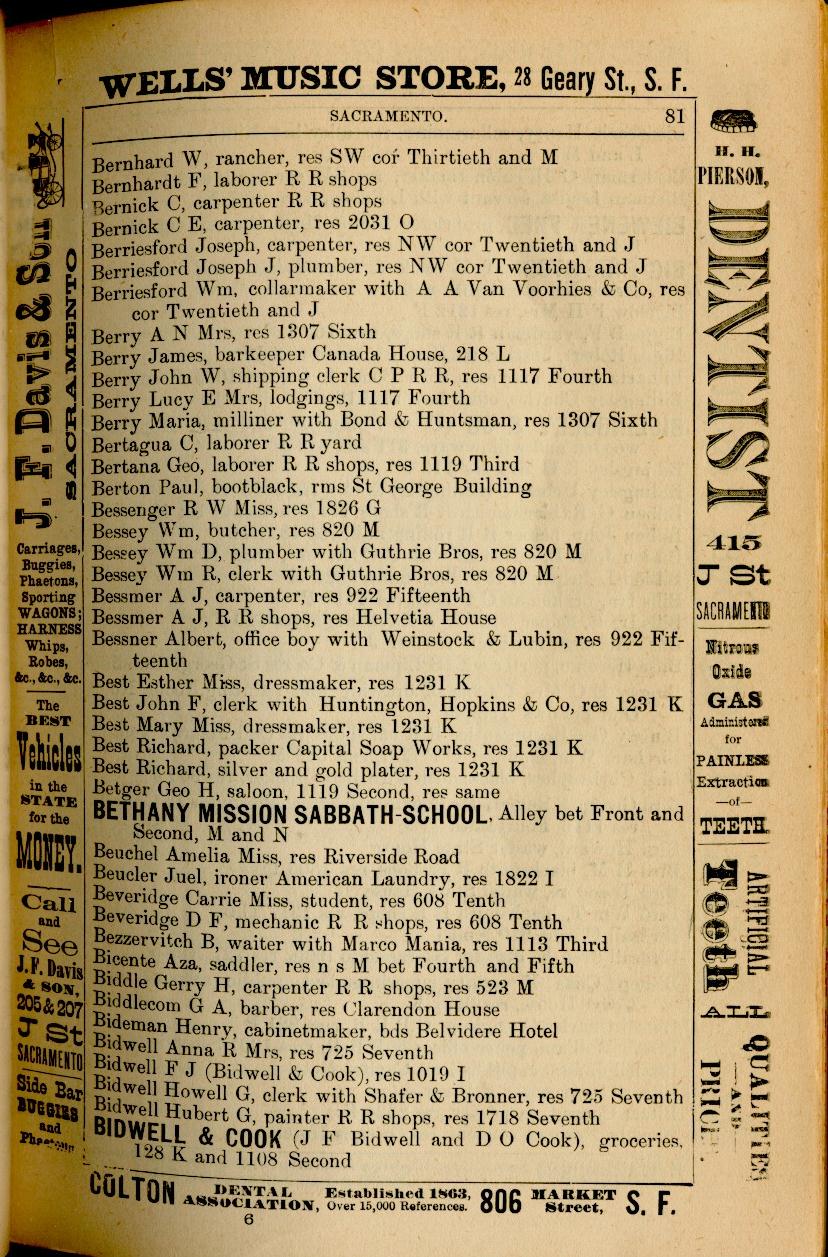 WELLS' MUSIC STORE, 28 Geary St., S. F.
SACRAMENTO. 81
Bernhard W, rancher, res SW cor Thirtieth and M
Bernhardt F, laborer R R shops
Bernick C, carpenter R R shops
Bernick C E, carpenter, res 2031 O
Berriesford Joseph, carpenter, res NW cor Twentieth and J
Berriesford Joseph J, plumber, res NW cor Twentieth and J
Berriesford Wm, collarmaker with A A Van Voorhies & Co, res
cor Twentieth and J
Berry A N Mrs, res 1307 Sixth
Berry James, barkeeper Canada House, 218 L
Berry John W, shipping clerk C P R R, res 1117 Fourth
Berry Lucy E Mrs, lodgings, 1117 Fourth
Berry Maria, milliner with Bond & Huntsman, res 1307 Sixth
Bertagua C, laborer R R yard
Bertana Geo, laborer R R shops, res 1119 Third
Berton Paul, bootblack, rms St George Building
Bessenger R W Miss, res 1826 G
Bessey Wm, butcher, res 820 M
Bessey Wm D, plumber with Guthrie Bros, res 820 M
Bessey Wm R, clerk with Guthrie Bros, res 820 M
Bessmer A J, carpenter, res 922 Fifteenth
Bessmer A J, R R shops, res Helvetia House
Bessner Albert, office boy with Weinstock & Lubin, res 922 Fif-
teenth
Best Esther Miss, dressmaker, res 1231 K
Best John F, clerk with Huntington, Hopkins & Co, res 1231 K
Best Mary Miss, dressmaker, res 1231 K
Best Richard, packer Capital Soap Works, res 1231 K
Best Richard, silver and gold plater, res 1231 K
Betger Geo H, saloon, 1119 Second, res same
BETHANY MISSION SABBATH-SCHOOL, Alley bet Front and
Second, M and N
Beuchel Amelia Miss, res Riverside Road
Beucler Juel, ironer American Laundry, res 1822 I
Beveridge Carrie Miss, student, res 608 Tenth
Beveridge D F, mechanic R R shops, res 608 Tenth
Bezzervitch B, waiter with Marco Mania, res 1113 Third
Bicente Aza, saddler, res n s M bet Fourth and Fifth
Biddle Gerry H, carpenter R R shops, res 523 M
Biddlecom G A, barber, res Clarendon House
Bideman Henry, cabinetmaker, bds Belvidere Hotel
Bidwell Anna R Mrs, res 725 Seventh
Bidwell F J (Bidwell & Cook), res 1019 I
Bidwell Howell G, clerk with Shafer & Bronner, res 725 Seventh
Bidwell Hubert G, painter R R shops, res 1718 Seventh
BIDWELL & COOK (J F Bidwell and D O Cook), groceries,
128 K and 1108 Second
J. F. Davis & Son
SACRAMENTO
Carriages,
Buggies,
Phaetons,
Sporting
WAGONS;
HARNESS
Whips,
Robes,
&c., &c., &c.
The
BEST
Vehicles
in the
STATE
for the
MONEY.
Call
and
See
J. F. Davis
& SON,
205 & 207
J St
SACRAMENTO
Side Bar
BUGGIES
and
H. H.
PIERSON,
DENTIST
415
J St
SACRAMENTO
Nitrous
Oxide
GAS
Administered
for
PAINLESS
Extraction
—of—
TEETH.
ARTIFICIAL
Teeth
ALL
QUALITIES
AND
COLTON DENTAL ASSOCIATION, Established 1863, Over 15,000 References. 806 MARKET Street, S. F.
6